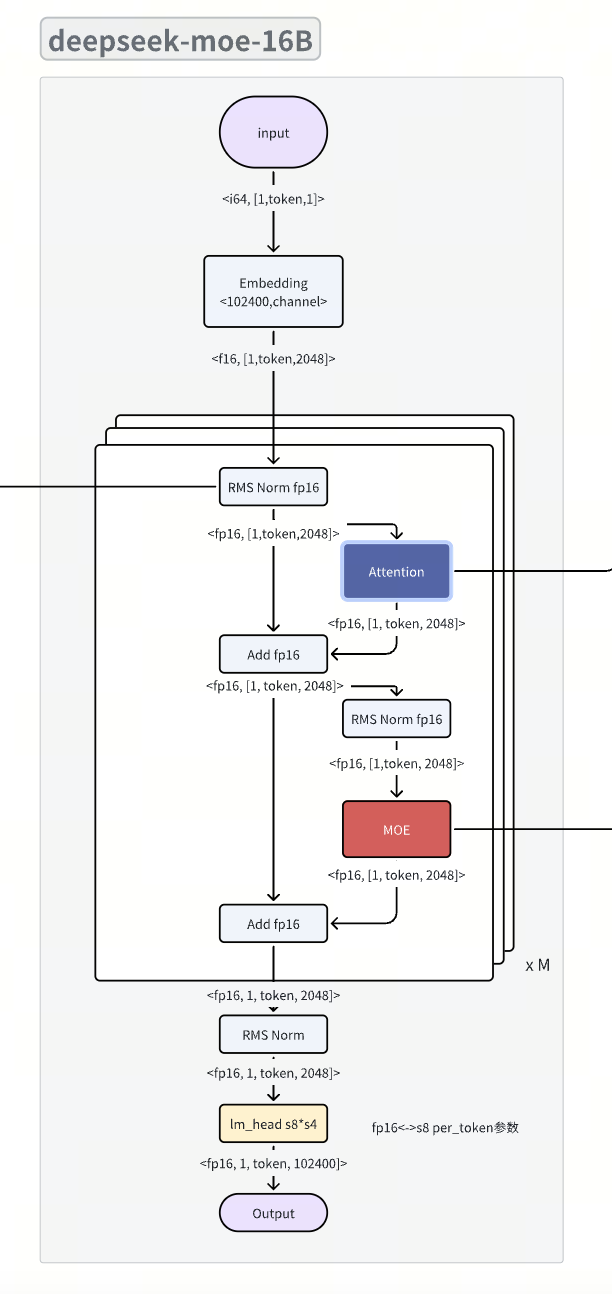 deepseek-moe-16B
input
<i64, [1,token,1]>
Embedding
<102400,channel>
<f16, [1,token,2048]>
RMS Norm fp16
<fp16, [1,token,2048]>
Attention
<fp16, [1, token, 2048]>
Add fp16
<fp16, [1, token, 2048]>
RMS Norm fp16
<fp16, [1,token, 2048]>
MOE
<fp16, [1, token, 2048]>
Add fp16
x M
<fp16, 1, token, 2048]>
RMS Norm
<fp16, 1, token, 2048]>
lm_head s8*s4
fp16<->s8 per_token参数
<fp16, 1, token, 102400]>
Output